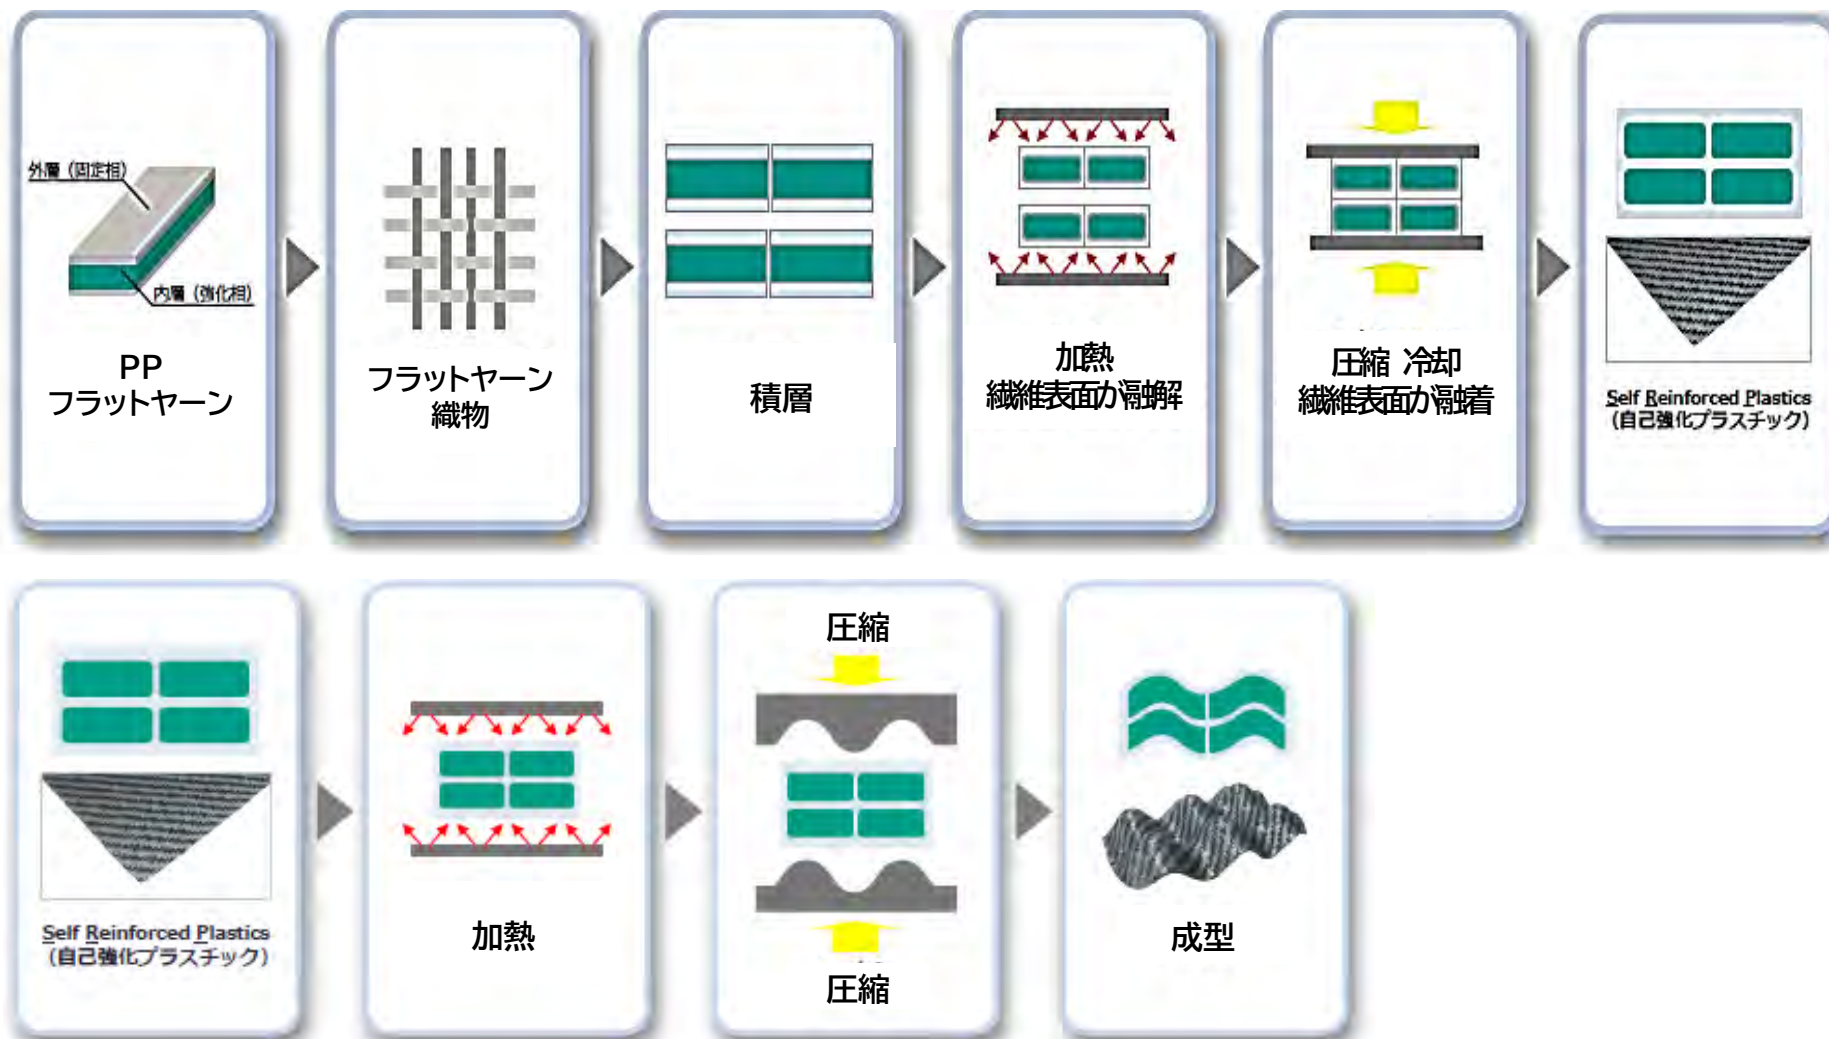 外層（固定相）
内層（強化相）
PP
フラットヤーン
フラットヤーン
織物
積層
加熱
繊維表面が融解
圧縮 冷却
繊維表面が融着
Self Reinforced Plastics
（自己強化プラスチック）
Self Reinforced Plastics
（自己強化プラスチック）
加熱
圧縮
圧縮
成型